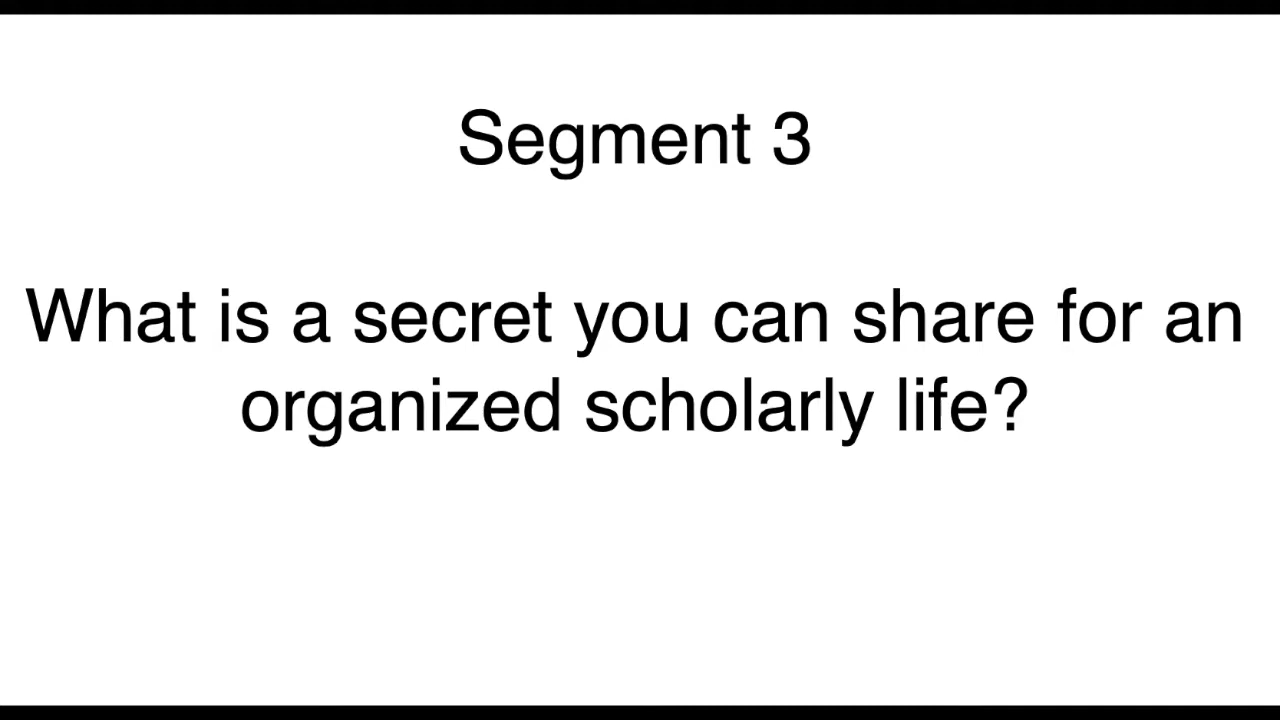 Segment 3
What is a secret you can share for an
organized scholarly life?